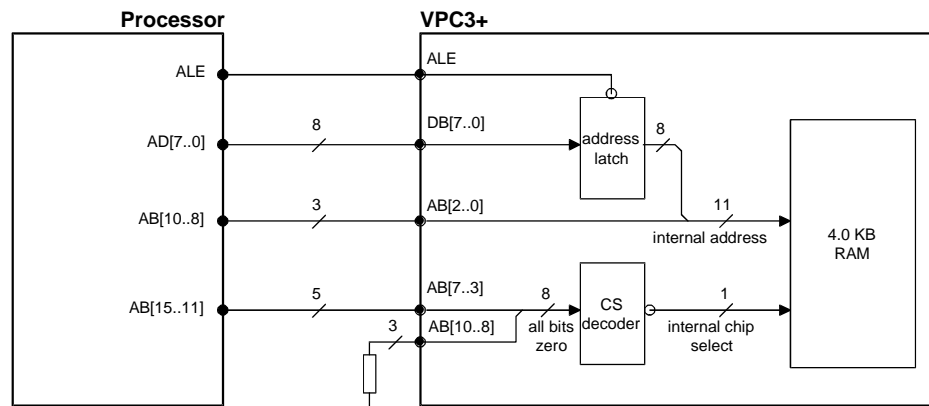 Processor VPC3+
ALE ALE
AD[7..0] 8 DB[7..0] address latch 8
AB[10..8] 3 AB[2..0] 11
internal address
4.0 KB
RAM
AB[15..11] 5 AB[7..3] 8 CS decoder 1
3 AB[10..8] all bits zero internal chip select